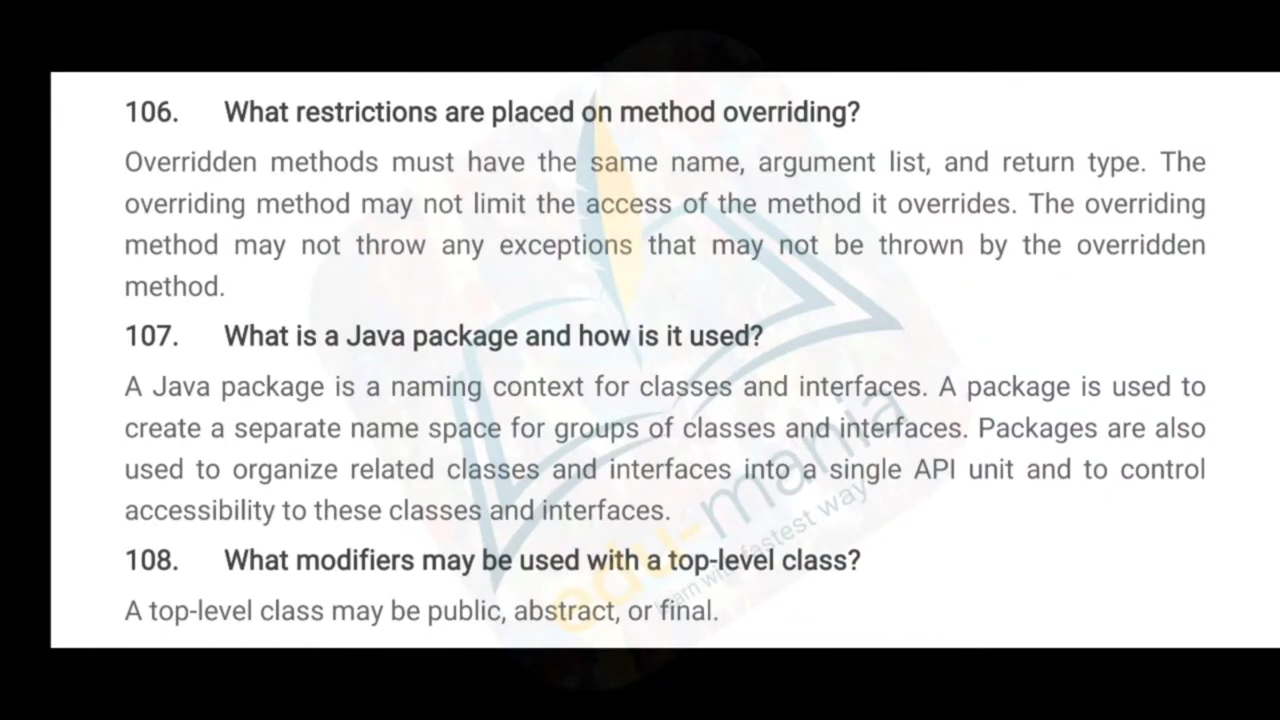 106. What restrictions are placed on method overriding?
Overridden methods must have the same name, argument list, and return type. The
overriding method may not limit the access of the method it overrides. The overriding
method may not throw any exceptions that may not be thrown by the overridden
method.
107. What is a Java package and how is it used?
A Java package is a naming context for classes and interfaces. A package is used to
create a separate name space for groups of classes and interfaces. Packages are also
used to organize related classes and interfaces into a single API unit and to control
accessibility to these classes and interfaces.
108. What modifiers may be used with a top-level class?
A top-level class may be public, abstract, or final.
edu-mania
learn with fastest way